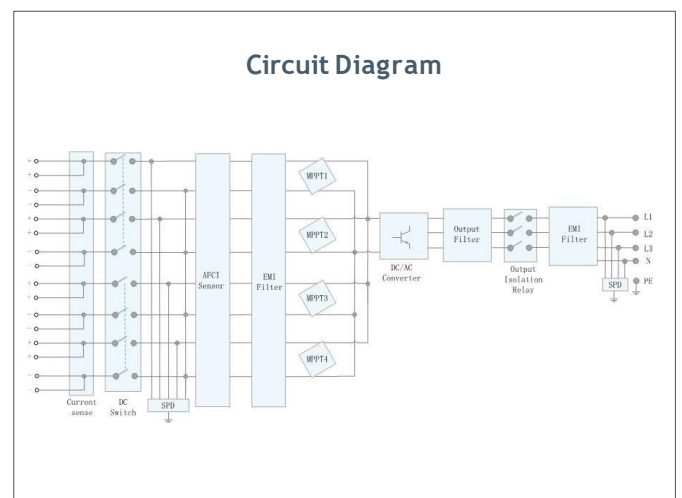 Circuit Diagram
+
+
-
-
+
+
-
-
+
+
-
-
+
+
-
-
Current
sense
DC
Switch
SPD
AFCI
Sensor
EMI
Filter
MPPT1
MPPT2
MPPT3
MPPT4
DC/AC
Converter
Output
Filter
Output
Isolation
Relay
EMI
Filter
SPD
L1
L2
L3
N
PE